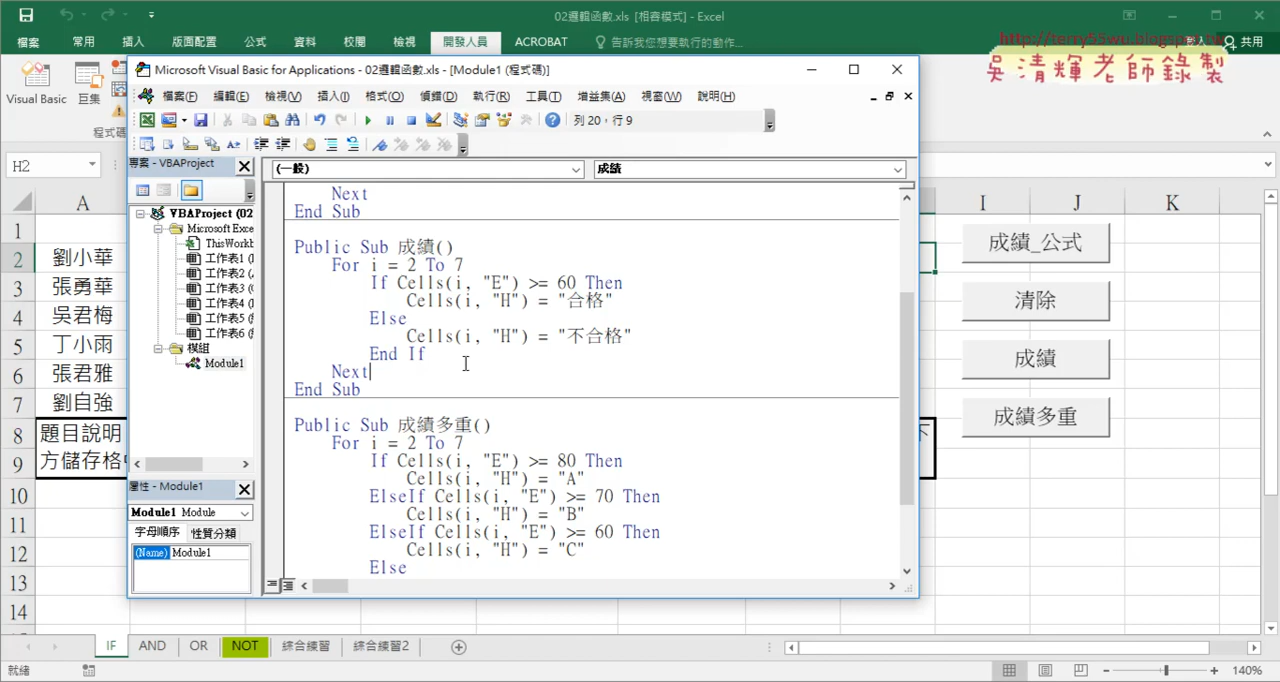 02邏輯函數.xls [相容模式] - Excel
檔案 常用 插入 版面配置 公式 資料 校閱 檢視 開發人員 ACROBAT 告訴我您想要執行的動作... 共用
http://terry55wu.blogspot.tw
吳清輝老師錄製
Visual Basic 巨集
程式碼
Microsoft Visual Basic for Applications - 02邏輯函數.xls - [Module1 (程式碼)]
檔案(F) 編輯(E) 檢視(V) 插入(I) 格式(O) 偵錯(D) 執行(R) 工具(T) 增益集(A) 視窗(W) 說明(H)
列 20，行 9
專案 - VBAProject
(一般) 成績
H2
VBAProject (02
Microsoft Exce
ThisWorkb
工作表1 (
工作表2 (
工作表3 (
工作表4 (
工作表5 (
工作表6 (
模組
Module1
屬性 - Module1
Module1 Module
字母順序 性質分類
(Name) Module1
Next
End Sub
Public Sub 成績()
For i = 2 To 7
If Cells(i, "E") >= 60 Then
Cells(i, "H") = "合格"
Else
Cells(i, "H") = "不合格"
End If
Next
End Sub
Public Sub 成績多重()
For i = 2 To 7
If Cells(i, "E") >= 80 Then
Cells(i, "H") = "A"
ElseIf Cells(i, "E") >= 70 Then
Cells(i, "H") = "B"
ElseIf Cells(i, "E") >= 60 Then
Cells(i, "H") = "C"
Else
A I J K
1
2 劉小華
3 張勇華
4 吳君梅
5 丁小雨
6 張君雅
7 劉自強
8 題目說明 下
9 方儲存格
10
11
12
13
14
成績_公式
清除
成績
成績多重
IF AND OR NOT 綜合練習 綜合練習2
就緒 140%